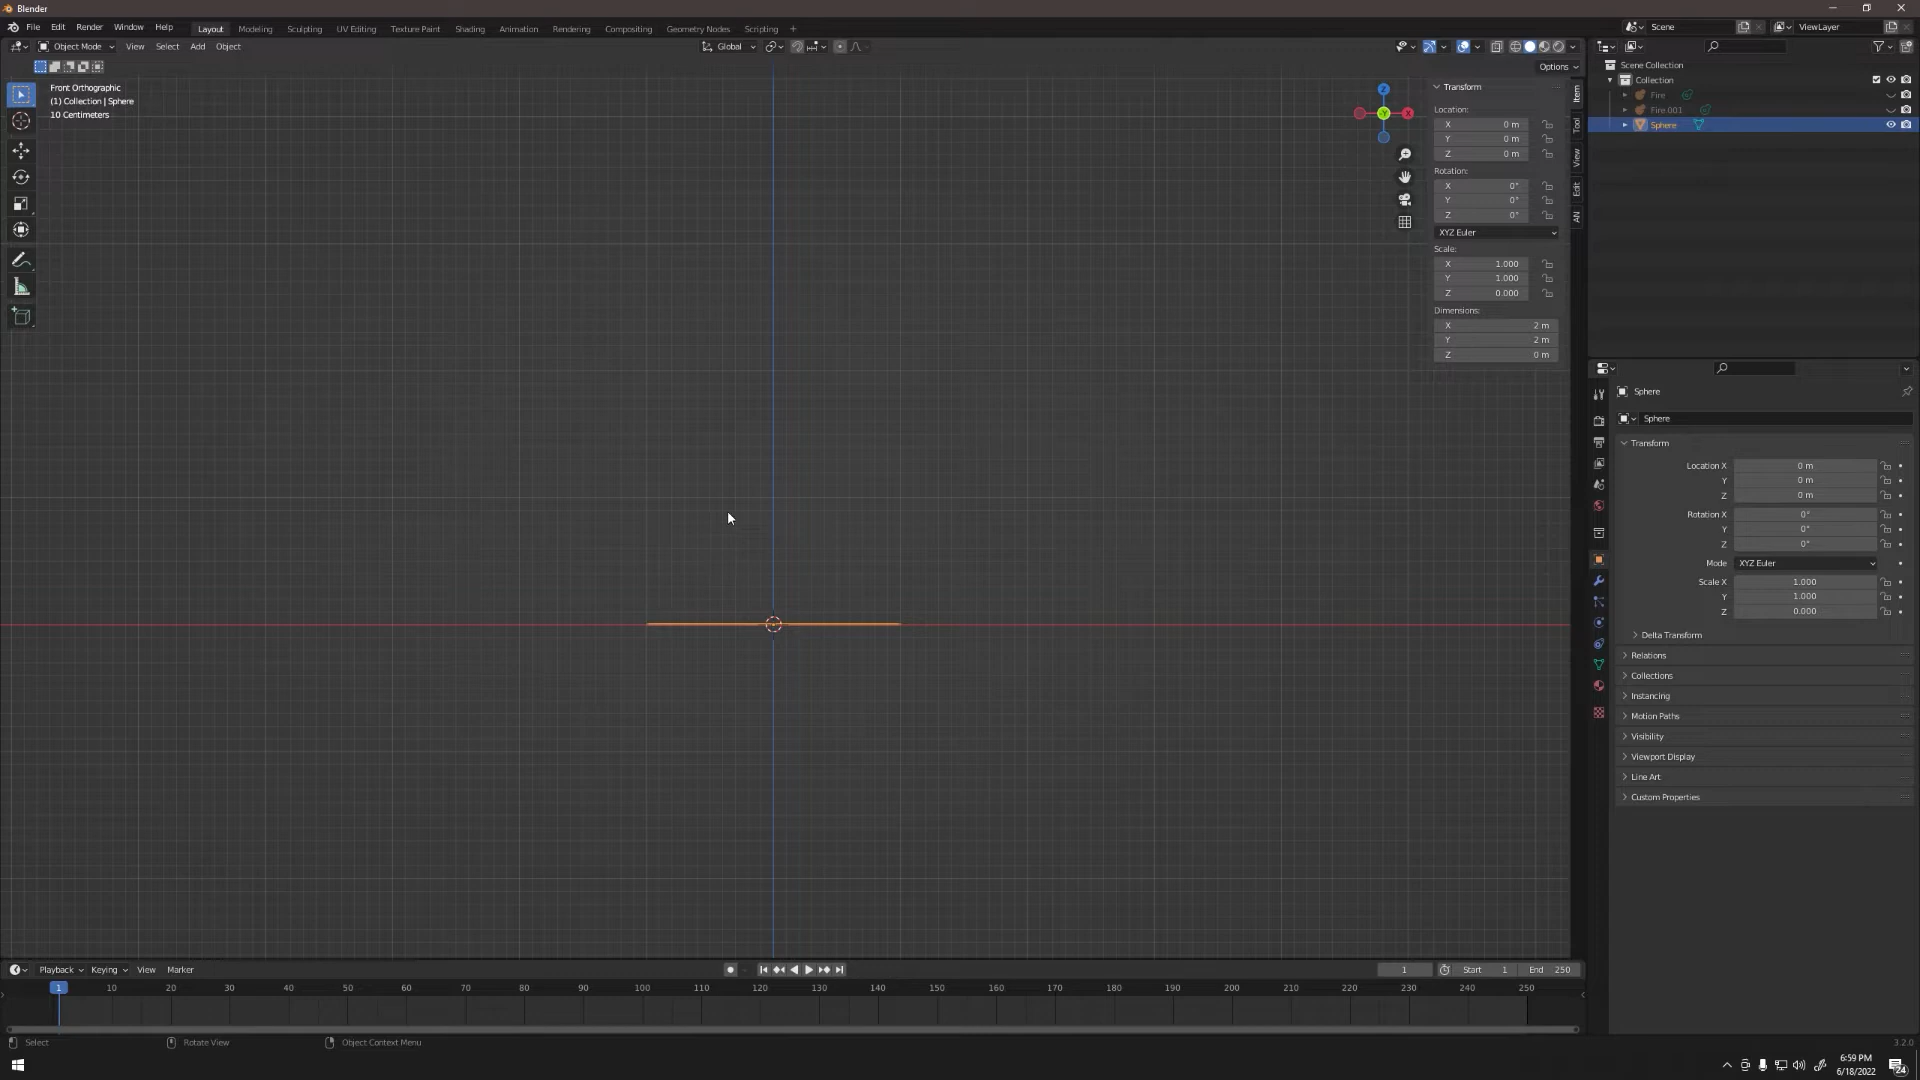 Blender
File Edit Render Window Help Layout Modeling Sculpting UV Editing Texture Paint Shading Animation Rendering Compositing Geometry Nodes Scripting + Scene ViewLayer
Object Mode View Select Add Object Global
Options
Front Orthographic
(1) Collection | Sphere
10 Centimeters
Z
Y
X
Transform
Location:
X 0 m
Y 0 m
Z 0 m
Rotation:
X 0°
Y 0°
Z 0°
XYZ Euler
Scale:
X 1.000
Y 1.000
Z 0.000
Dimensions:
X 2 m
Y 2 m
Z 0 m
Item
Tool
View
Edit
AN
Scene Collection
Collection
Fire
Fire.001
Sphere
Sphere
Sphere
Transform
Location X 0 m
Y 0 m
Z 0 m
Rotation X 0°
Y 0°
Z 0°
Mode XYZ Euler
Scale X 1.000
Y 1.000
Z 0.000
Delta Transform
Relations
Collections
Instancing
Motion Paths
Visibility
Viewport Display
Line Art
Custom Properties
Playback Keying View Marker 1 Start 1 End 250
1 10 20 30 40 50 60 70 80 90 100 110 120 130 140 150 160 170 180 190 200 210 220 230 240 250
Select Rotate View Object Context Menu 3.2.0
6:59 PM
6/18/2022
24